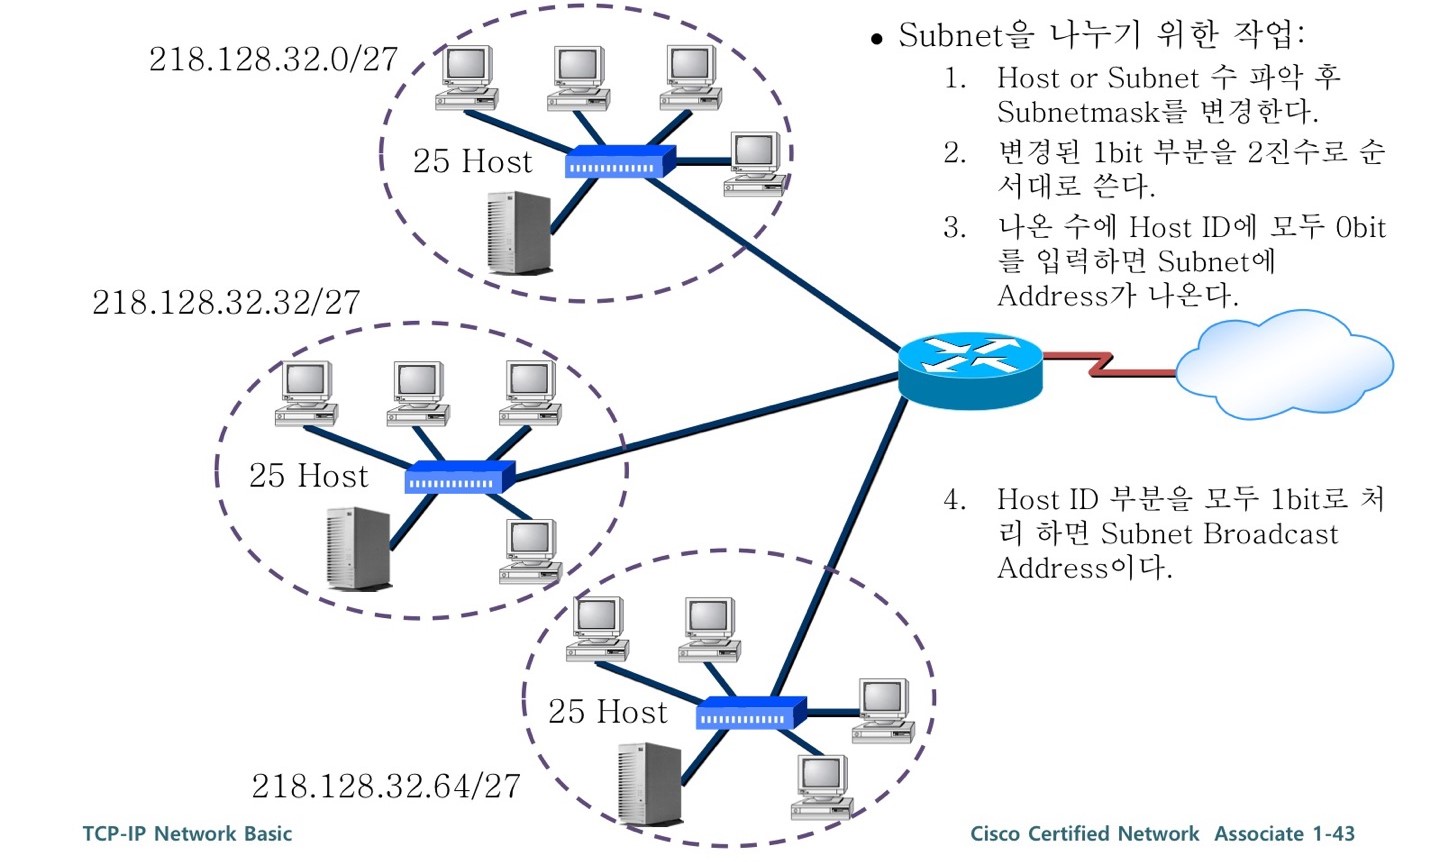 218.128.32.0/27
25 Host
218.128.32.32/27
25 Host
25 Host
218.128.32.64/27
• Subnet을 나누기 위한 작업:
1. Host or Subnet 수 파악 후
Subnetmask를 변경한다.
2. 변경된 1bit 부분을 2진수로 순
서대로 쓴다.
3. 나온 수에 Host ID에 모두 0bit
를 입력하면 Subnet에
Address가 나온다.
4. Host ID 부분을 모두 1bit로 처
리 하면 Subnet Broadcast
Address이다.
TCP-IP Network Basic
Cisco Certified Network Associate 1-43